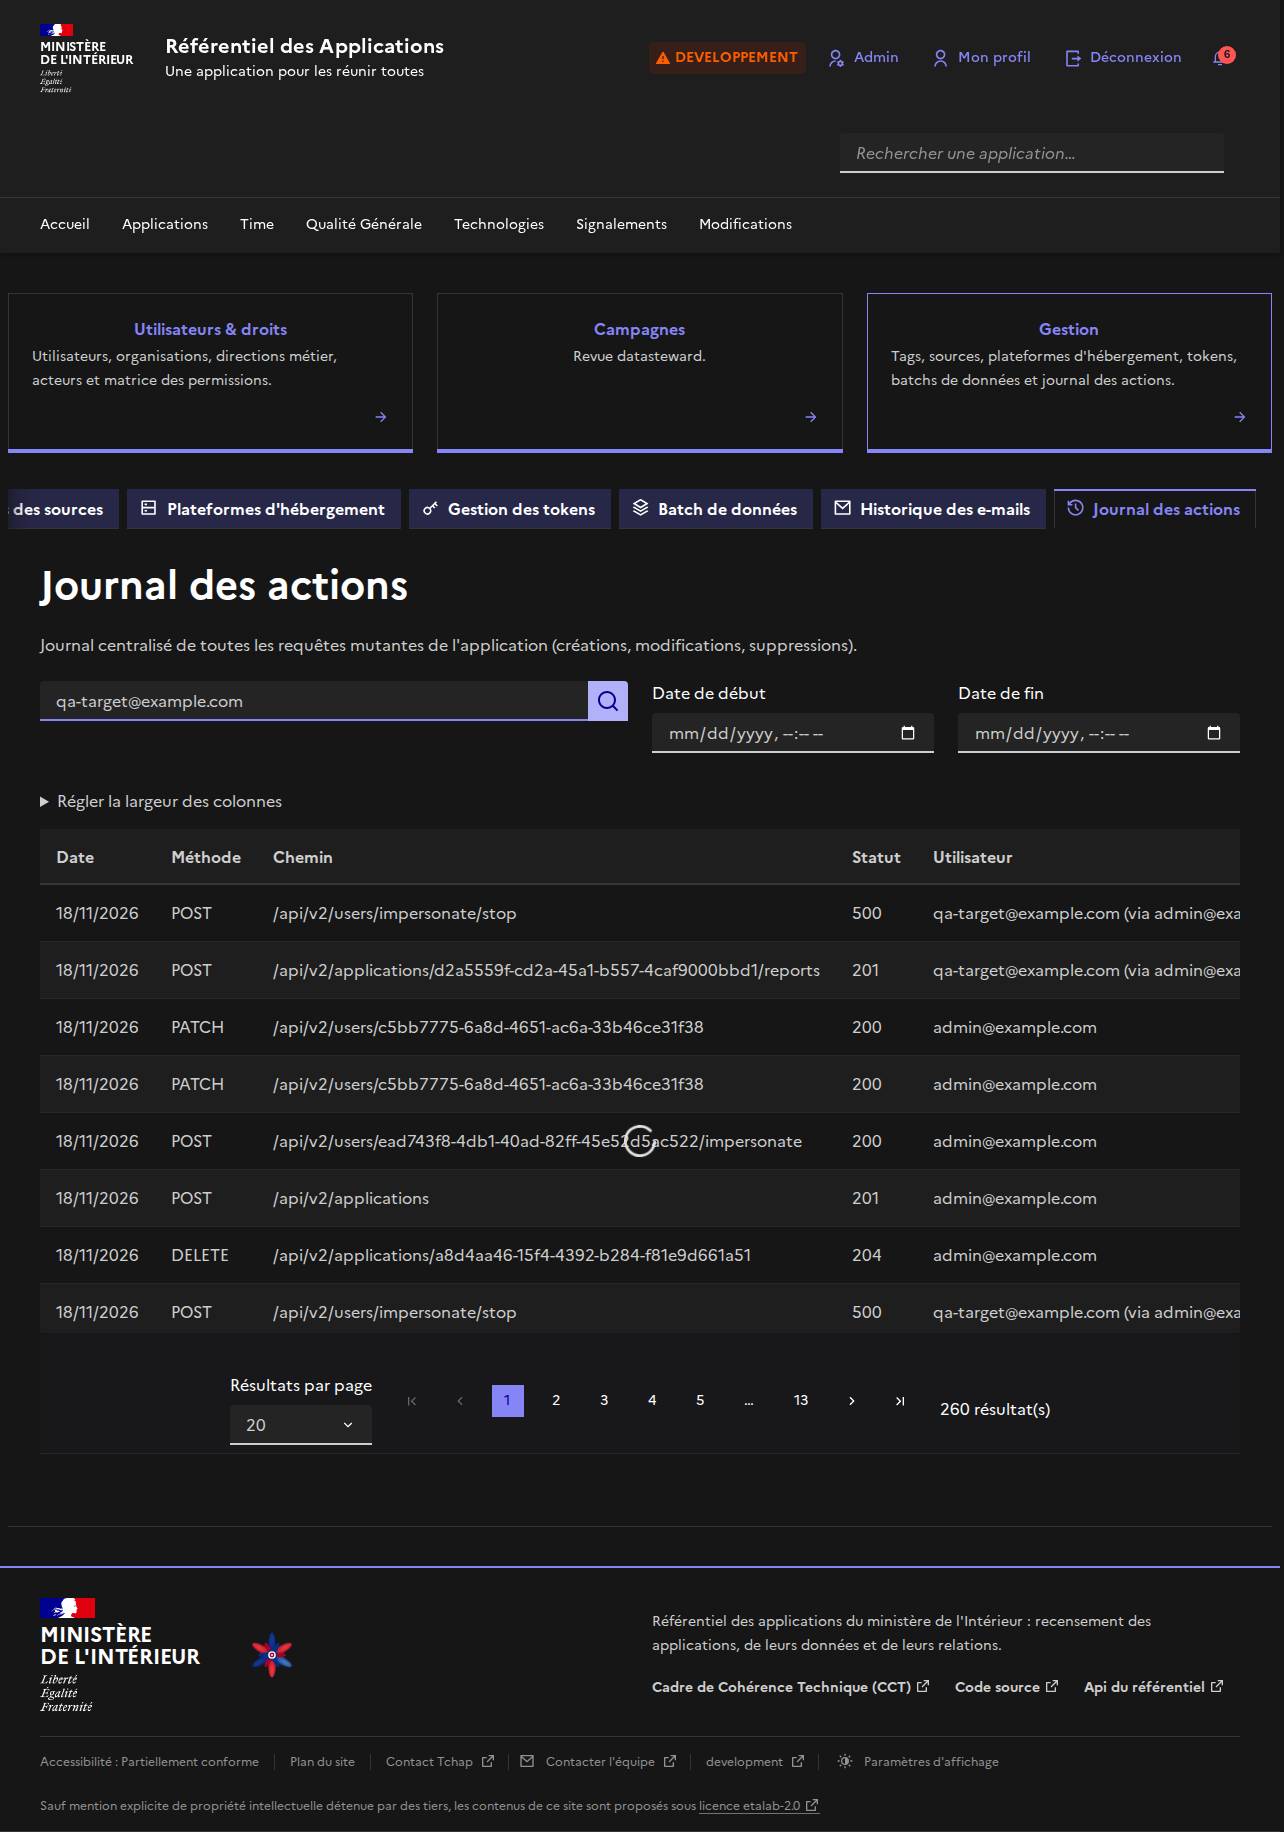 MINISTÈRE
DE L'INTÉRIEUR
Liberté
Égalité
Fraternité
Référentiel des Applications
Une application pour les réunir toutes
DEVELOPPEMENT
Admin
Mon profil
Déconnexion
6
Rechercher une application...
Accueil
Applications
Time
Qualité Générale
Technologies
Signalements
Modifications
Utilisateurs & droits
Utilisateurs, organisations, directions métier,
acteurs et matrice des permissions.
Campagnes
Revue datasteward.
Gestion
Tags, sources, plateformes d'hébergement, tokens,
batchs de données et journal des actions.
des sources
Plateformes d'hébergement
Gestion des tokens
Batch de données
Historique des e-mails
Journal des actions
Journal des actions
Journal centralisé de toutes les requêtes mutantes de l'application (créations, modifications, suppressions).
qa-target@example.com
Date de début
mm/dd/yyyy, --:-- --
Date de fin
mm/dd/yyyy, --:-- --
Régler la largeur des colonnes
Date Méthode Chemin Statut Utilisateur
18/11/2026 POST /api/v2/users/impersonate/stop 500 qa-target@example.com (via admin@exa
18/11/2026 POST /api/v2/applications/d2a5559f-cd2a-45a1-b557-4caf9000bbd1/reports 201 qa-target@example.com (via admin@exa
18/11/2026 PATCH /api/v2/users/c5bb7775-6a8d-4651-ac6a-33b46ce31f38 200 admin@example.com
18/11/2026 PATCH /api/v2/users/c5bb7775-6a8d-4651-ac6a-33b46ce31f38 200 admin@example.com
18/11/2026 POST /api/v2/users/ead743f8-4db1-40ad-82ff-45e52d5ac522/impersonate 200 admin@example.com
18/11/2026 POST /api/v2/applications 201 admin@example.com
18/11/2026 DELETE /api/v2/applications/a8d4aa46-15f4-4392-b284-f81e9d661a51 204 admin@example.com
18/11/2026 POST /api/v2/users/impersonate/stop 500 qa-target@example.com (via admin@exa
Résultats par page
20
1 2 3 4 5 ... 13
260 résultat(s)
MINISTÈRE
DE L'INTÉRIEUR
Liberté
Égalité
Fraternité
Référentiel des applications du ministère de l'Intérieur : recensement des
applications, de leurs données et de leurs relations.
Cadre de Cohérence Technique (CCT)
Code source
Api du référentiel
Accessibilité : Partiellement conforme
Plan du site
Contact Tchap
Contacter l'équipe
development
Paramètres d'affichage
Sauf mention explicite de propriété intellectuelle détenue par des tiers, les contenus de ce site sont proposés sous licence etalab-2.0